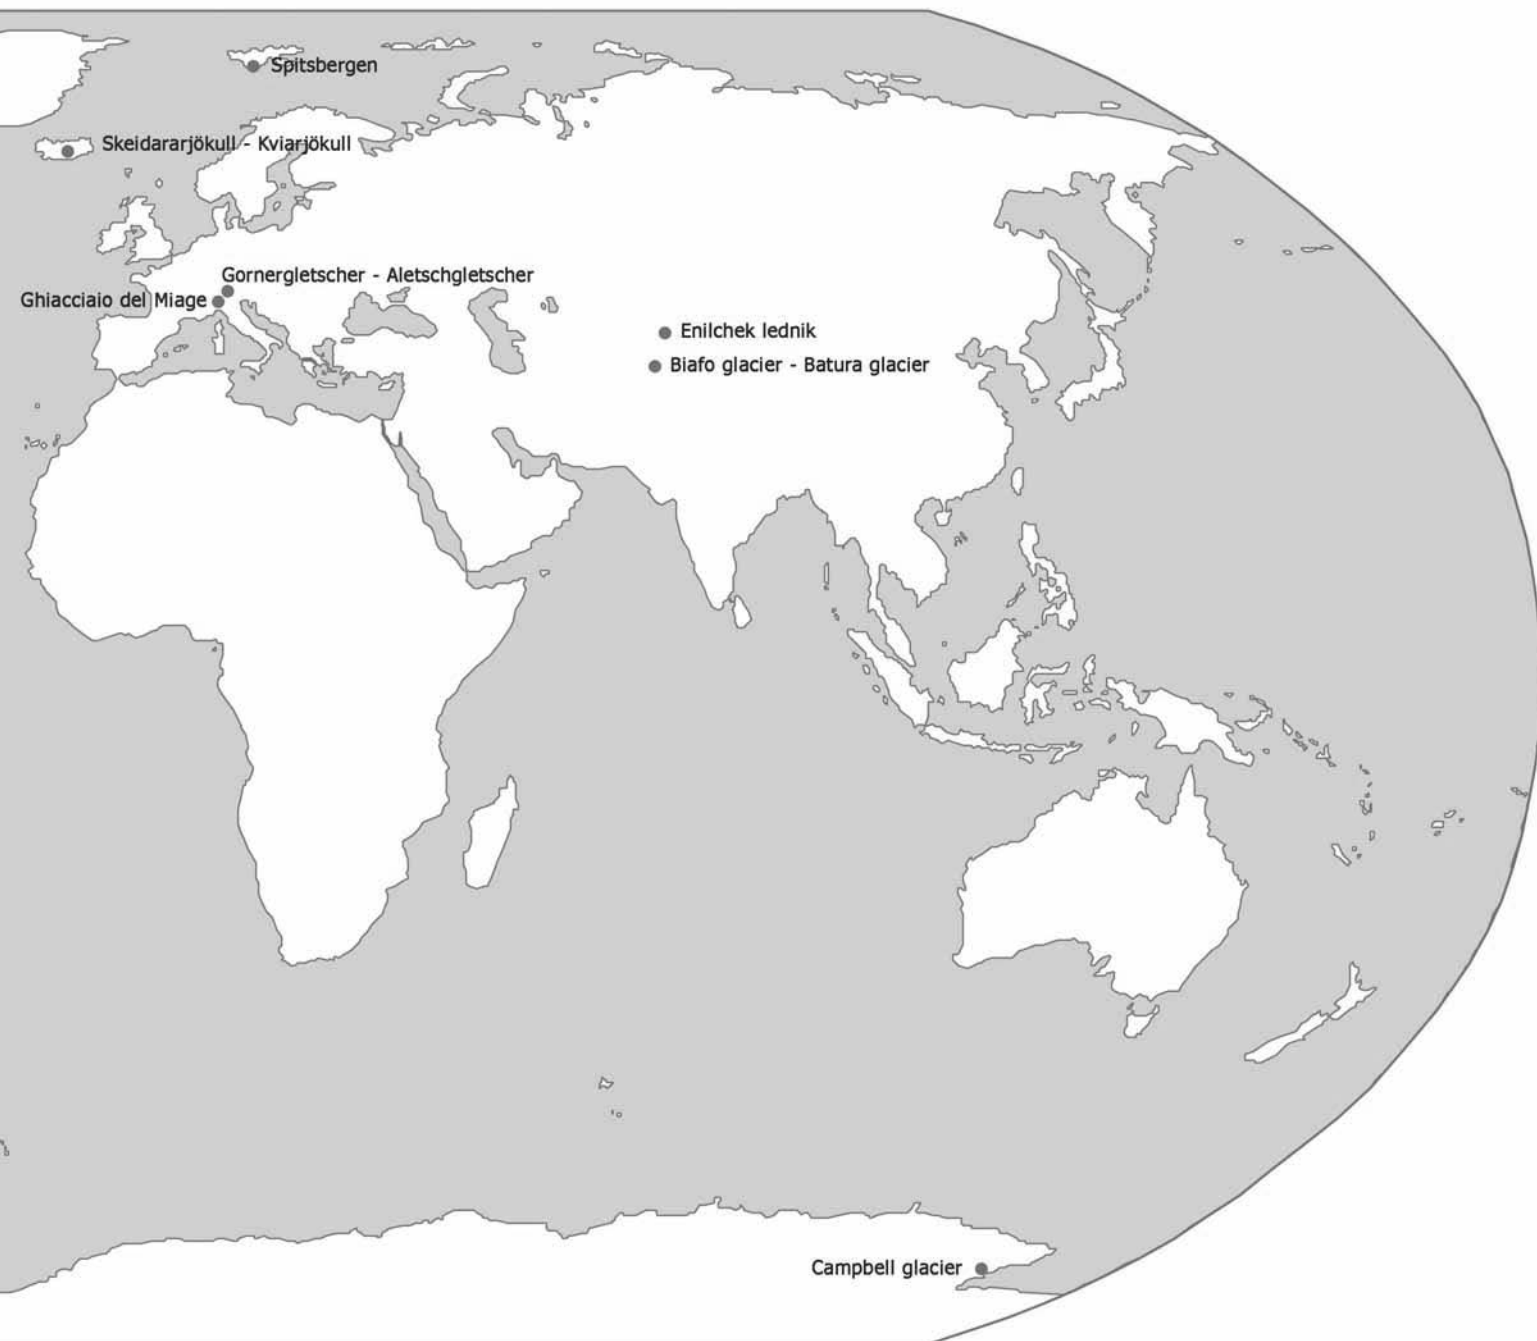 Spitsbergen
Skeidararjökull - Kviarjökull
Gornergletscher - Aletschgletscher
Ghiacciaio del Miage
Enilchek lednik
Biafo glacier - Batura glacier
Campbell glacier